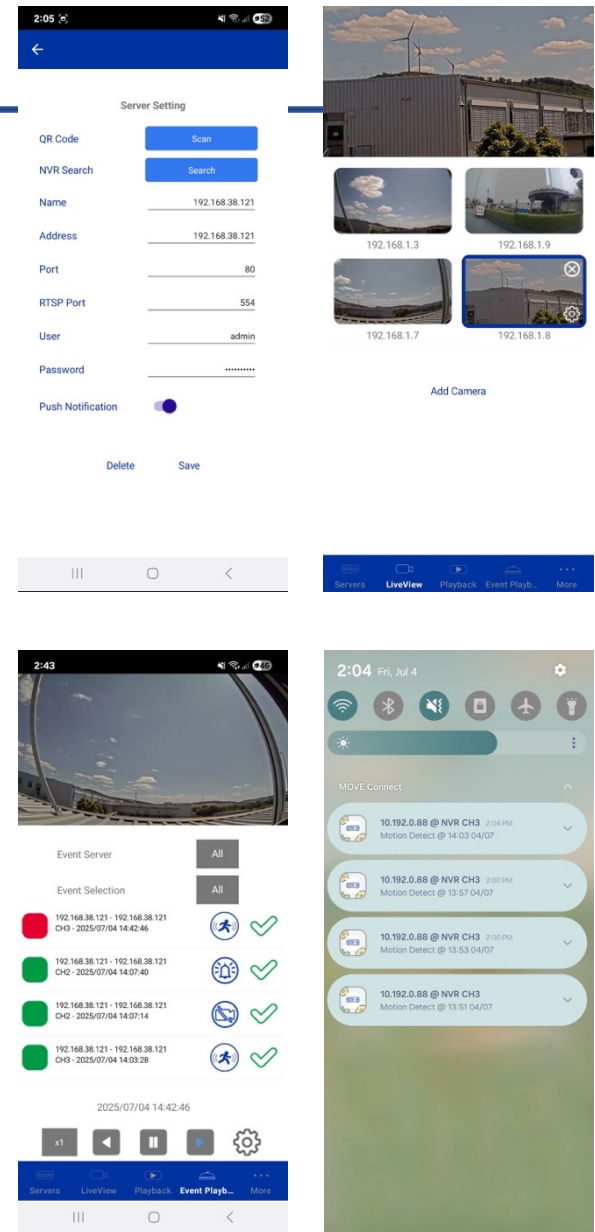 2:05
52
Server Setting
QR Code
Scan
NVR Search
Search
Name
192.168.38.121
Address
192.168.38.121
Port
80
RTSP Port
554
User
admin
Password
••••••••••
Push Notification
Delete
Save
192.168.1.3
192.168.1.9
192.168.1.7
192.168.1.8
Add Camera
Servers
LiveView
Playback
Event Playb...
More
2:43
46
Event Server
All
Event Selection
All
192.168.38.121 - 192.168.38.121
CH3 - 2025/07/04 14:42:46
192.168.38.121 - 192.168.38.121
CH2 - 2025/07/04 14:07:40
192.168.38.121 - 192.168.38.121
CH2 - 2025/07/04 14:07:14
192.168.38.121 - 192.168.38.121
CH3 - 2025/07/04 14:03:28
2025/07/04 14:42:46
x1
Servers
LiveView
Playback
Event Playb...
More
2:04 Fri, Jul 4
MOVE Connect
10.192.0.88 @ NVR CH3 2:04 PM
Motion Detect @ 14:03 04/07
10.192.0.88 @ NVR CH3 2:00 PM
Motion Detect @ 13:57 04/07
10.192.0.88 @ NVR CH3 2:00 PM
Motion Detect @ 13:53 04/07
10.192.0.88 @ NVR CH3
Motion Detect @ 13:51 04/07